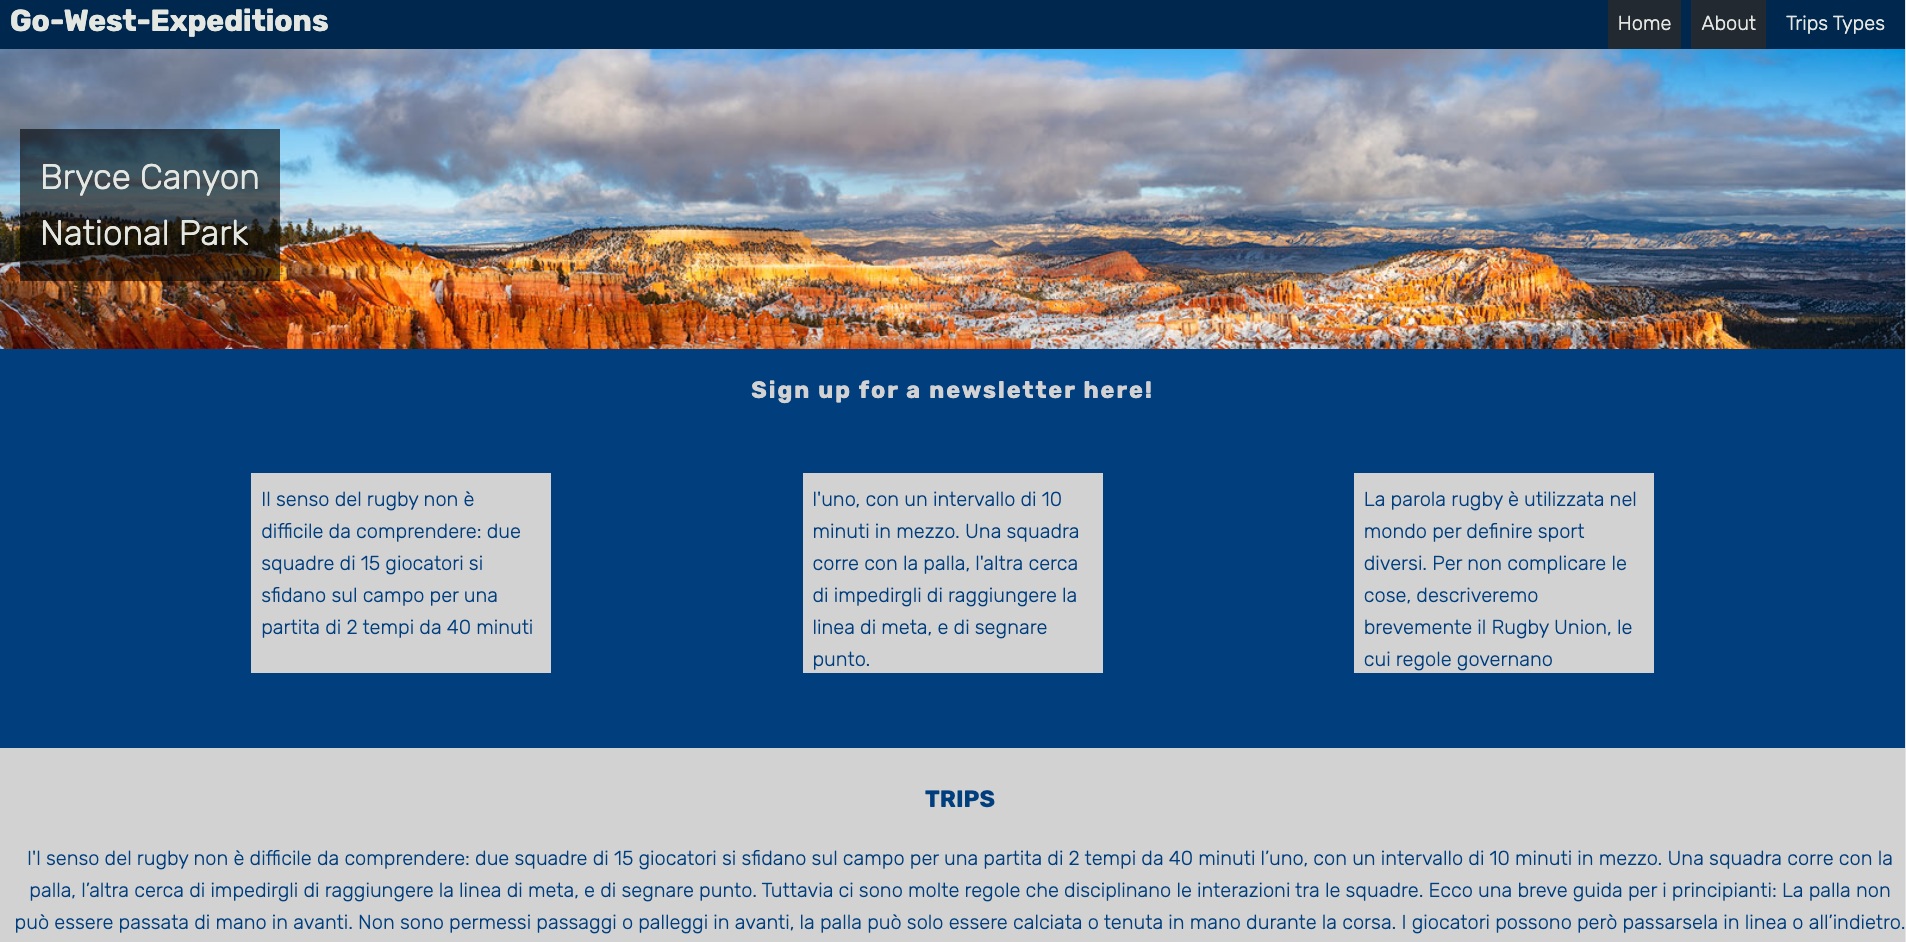 Go-West-Expeditions
Home About Trips Types
Bryce Canyon
National Park
Sign up for a newsletter here!
Il senso del rugby non è
difficile da comprendere: due
squadre di 15 giocatori si
sfidano sul campo per una
partita di 2 tempi da 40 minuti
l'uno, con un intervallo di 10
minuti in mezzo. Una squadra
corre con la palla, l'altra cerca
di impedirgli di raggiungere la
linea di meta, e di segnare
punto.
La parola rugby è utilizzata nel
mondo per definire sport
diversi. Per non complicare le
cose, descriveremo
brevemente il Rugby Union, le
cui regole governano
TRIPS
l'l senso del rugby non è difficile da comprendere: due squadre di 15 giocatori si sfidano sul campo per una partita di 2 tempi da 40 minuti l’uno, con un intervallo di 10 minuti in mezzo. Una squadra corre con la
palla, l’altra cerca di impedirgli di raggiungere la linea di meta, e di segnare punto. Tuttavia ci sono molte regole che disciplinano le interazioni tra le squadre. Ecco una breve guida per i principianti: La palla non
può essere passata di mano in avanti. Non sono permessi passaggi o palleggi in avanti, la palla può solo essere calciata o tenuta in mano durante la corsa. I giocatori possono però passarsela in linea o all’indietro.